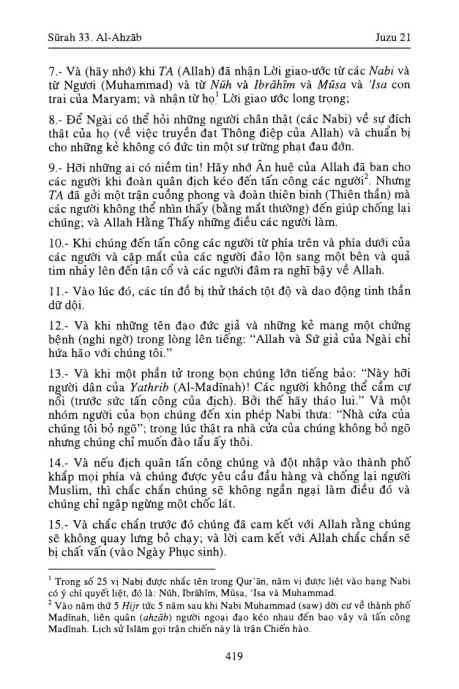 Sūrah 33. Al-Ahzāb Juzu 21
7.- Và (hãy nhớ) khi TA (Allah) đã nhận Lời giao-ước từ các Nabi và
từ Ngươi (Muhammad) và từ Nūh và Ibrāhīm và Mūsa và ‘Isa con
trai của Maryam; và nhận từ họ¹ Lời giao ước long trọng;
8.- Để Ngài có thể hỏi những người chân thật (các Nabi) về sự đích
thật của họ (về việc truyền đạt Thông điệp của Allah) và chuẩn bị
cho những kẻ không có đức tin một sự trừng phạt đau đớn.
9.- Hỡi những ai có niềm tin! Hãy nhớ Ân huệ của Allah đã ban cho
các người khi đoàn quân địch kéo đến tấn công các người². Nhưng
TA đã gởi một trận cuồng phong và đoàn thiên binh (Thiên thần) mà
các người không thể nhìn thấy (bằng mắt thường) đến giúp chống lại
chúng; và Allah Hằng Thấy những điều các người làm.
10.- Khi chúng đến tấn công các người từ phía trên và phía dưới của
các người và cặp mắt của các người đảo lộn sang một bên và quả
tim nhảy lên đến tận cổ và các người đâm ra nghĩ bậy về Allah.
11.- Vào lúc đó, các tín đồ bị thử thách tột độ và dao động tinh thần
dữ dội.
12.- Và khi những tên đạo đức giả và những kẻ mang một chứng
bệnh (nghi ngờ) trong lòng lên tiếng: “Allah và Sứ giả của Ngài chỉ
hứa hão với chúng tôi.”
13.- Và khi một phần tử trong bọn chúng lớn tiếng bảo: “Này hỡi
người dân của Yathrib (Al-Madīnah)! Các người không thể cầm cự
nổi (trước sức tấn công của địch). Bởi thế hãy tháo lui.” Và một
nhóm người của bọn chúng đến xin phép Nabi thưa: “Nhà cửa của
chúng tôi bỏ ngõ”; trong lúc thật ra nhà cửa của chúng không bỏ ngõ
nhưng chúng chỉ muốn đào tẩu ấy thôi.
14.- Và nếu địch quân tấn công chúng và đột nhập vào thành phố
khắp mọi phía và chúng được yêu cầu đầu hàng và chống lại người
Muslim, thì chắc chắn chúng sẽ không ngần ngại làm điều đó và
chúng chỉ ngập ngừng một chốc lát.
15.- Và chắc chắn trước đó chúng đã cam kết với Allah rằng chúng
sẽ không quay lưng bỏ chạy; và lời cam kết với Allah chắc chắn sẽ
bị chất vấn (vào Ngày Phục sinh).
¹ Trong số 25 vị Nabi được nhắc tên trong Qur’ān, năm vị được liệt vào hạng Nabi
có ý chí quyết liệt, đó là: Nūh, Ibrāhīm, Mūsa, ‘Isa và Muhammad.
² Vào năm thứ 5 Hijr tức 5 năm sau khi Nabi Muhammad (saw) dời cư về thành phố
Madīnah, liên quân (ahzāb) người ngoại đạo kéo nhau đến bao vây và tấn công
Madīnah. Lịch sử Islām gọi trận chiến này là trận Chiến hào.
419